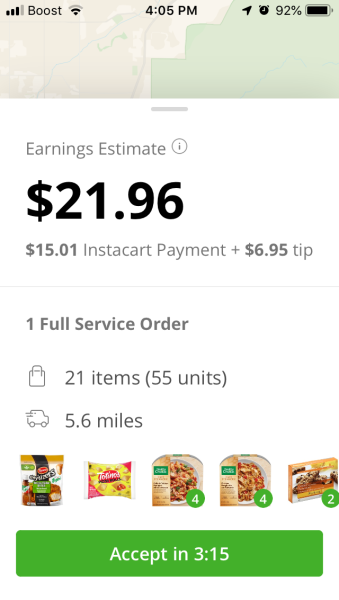 Boost 4:05 PM 92%
Earnings Estimate
$21.96
$15.01 Instacart Payment + $6.95 tip
1 Full Service Order
21 items (55 units)
5.6 miles
Totino's
4 4 2
Accept in 3:15